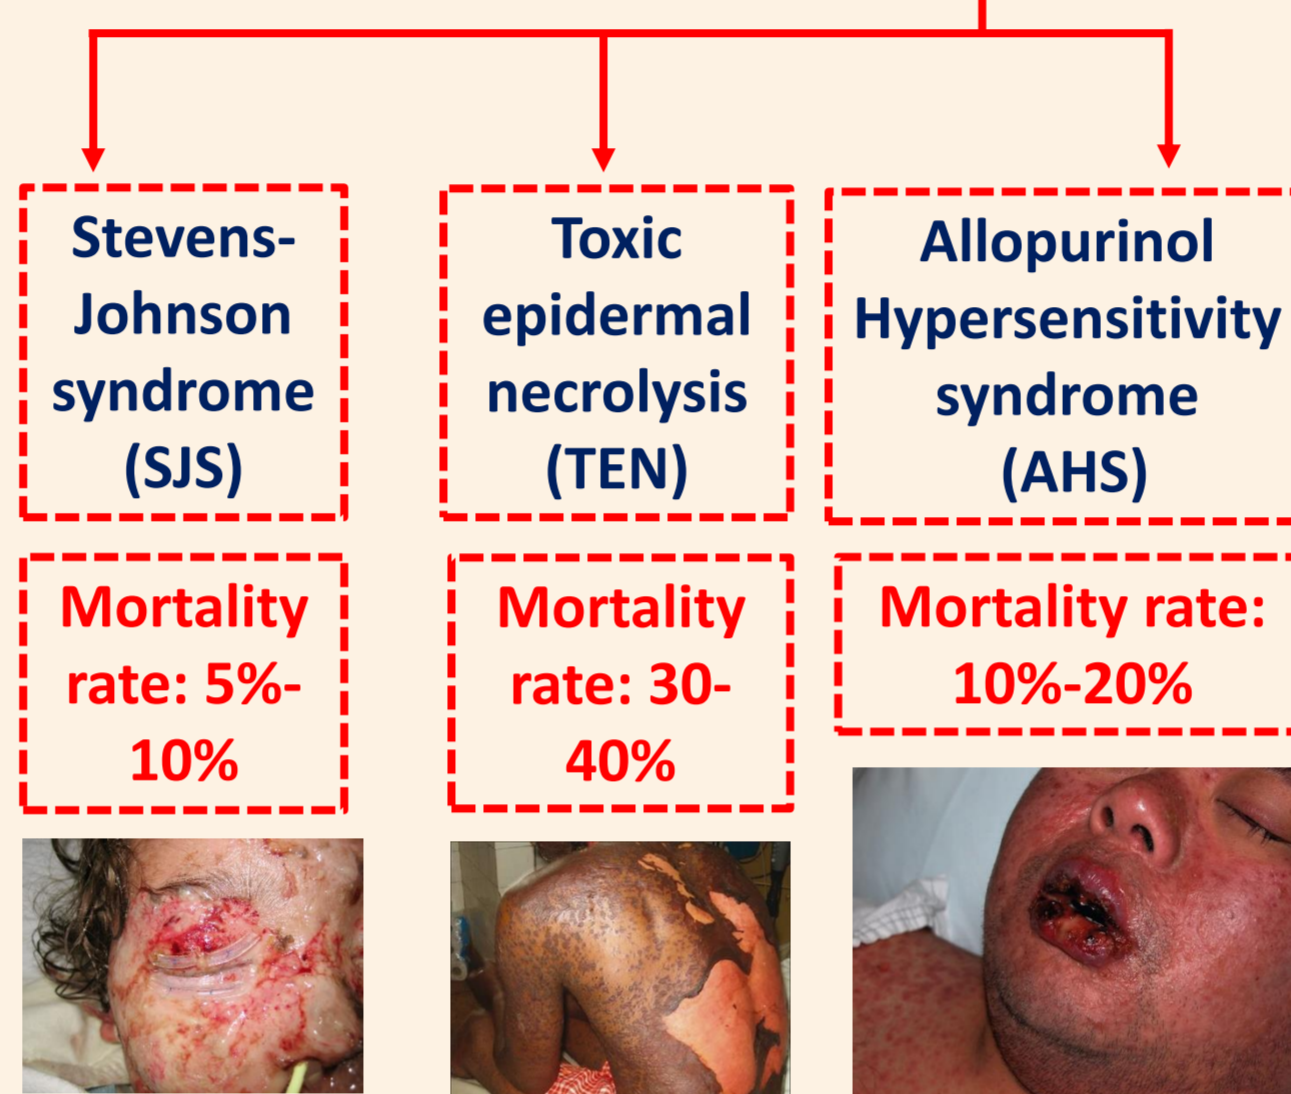 Stevens-
Johnson
syndrome
(SJS)
Mortality
rate: 5%-
10%
Toxic
epidermal
necrolysis
(TEN)
Mortality
rate: 30-
40%
Allopurinol
Hypersensitivity
syndrome
(AHS)
Mortality rate:
10%-20%